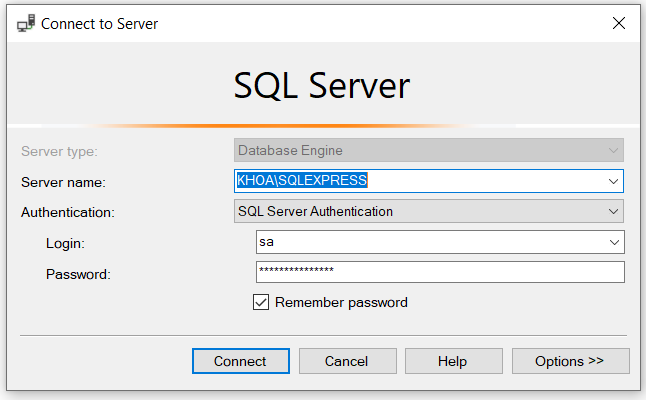 Connect to Server
SQL Server
Server type: Database Engine
Server name: KHOA\SQLEXPRESS
Authentication: SQL Server Authentication
Login: sa
Password: ***************
Remember password
Connect Cancel Help Options >>